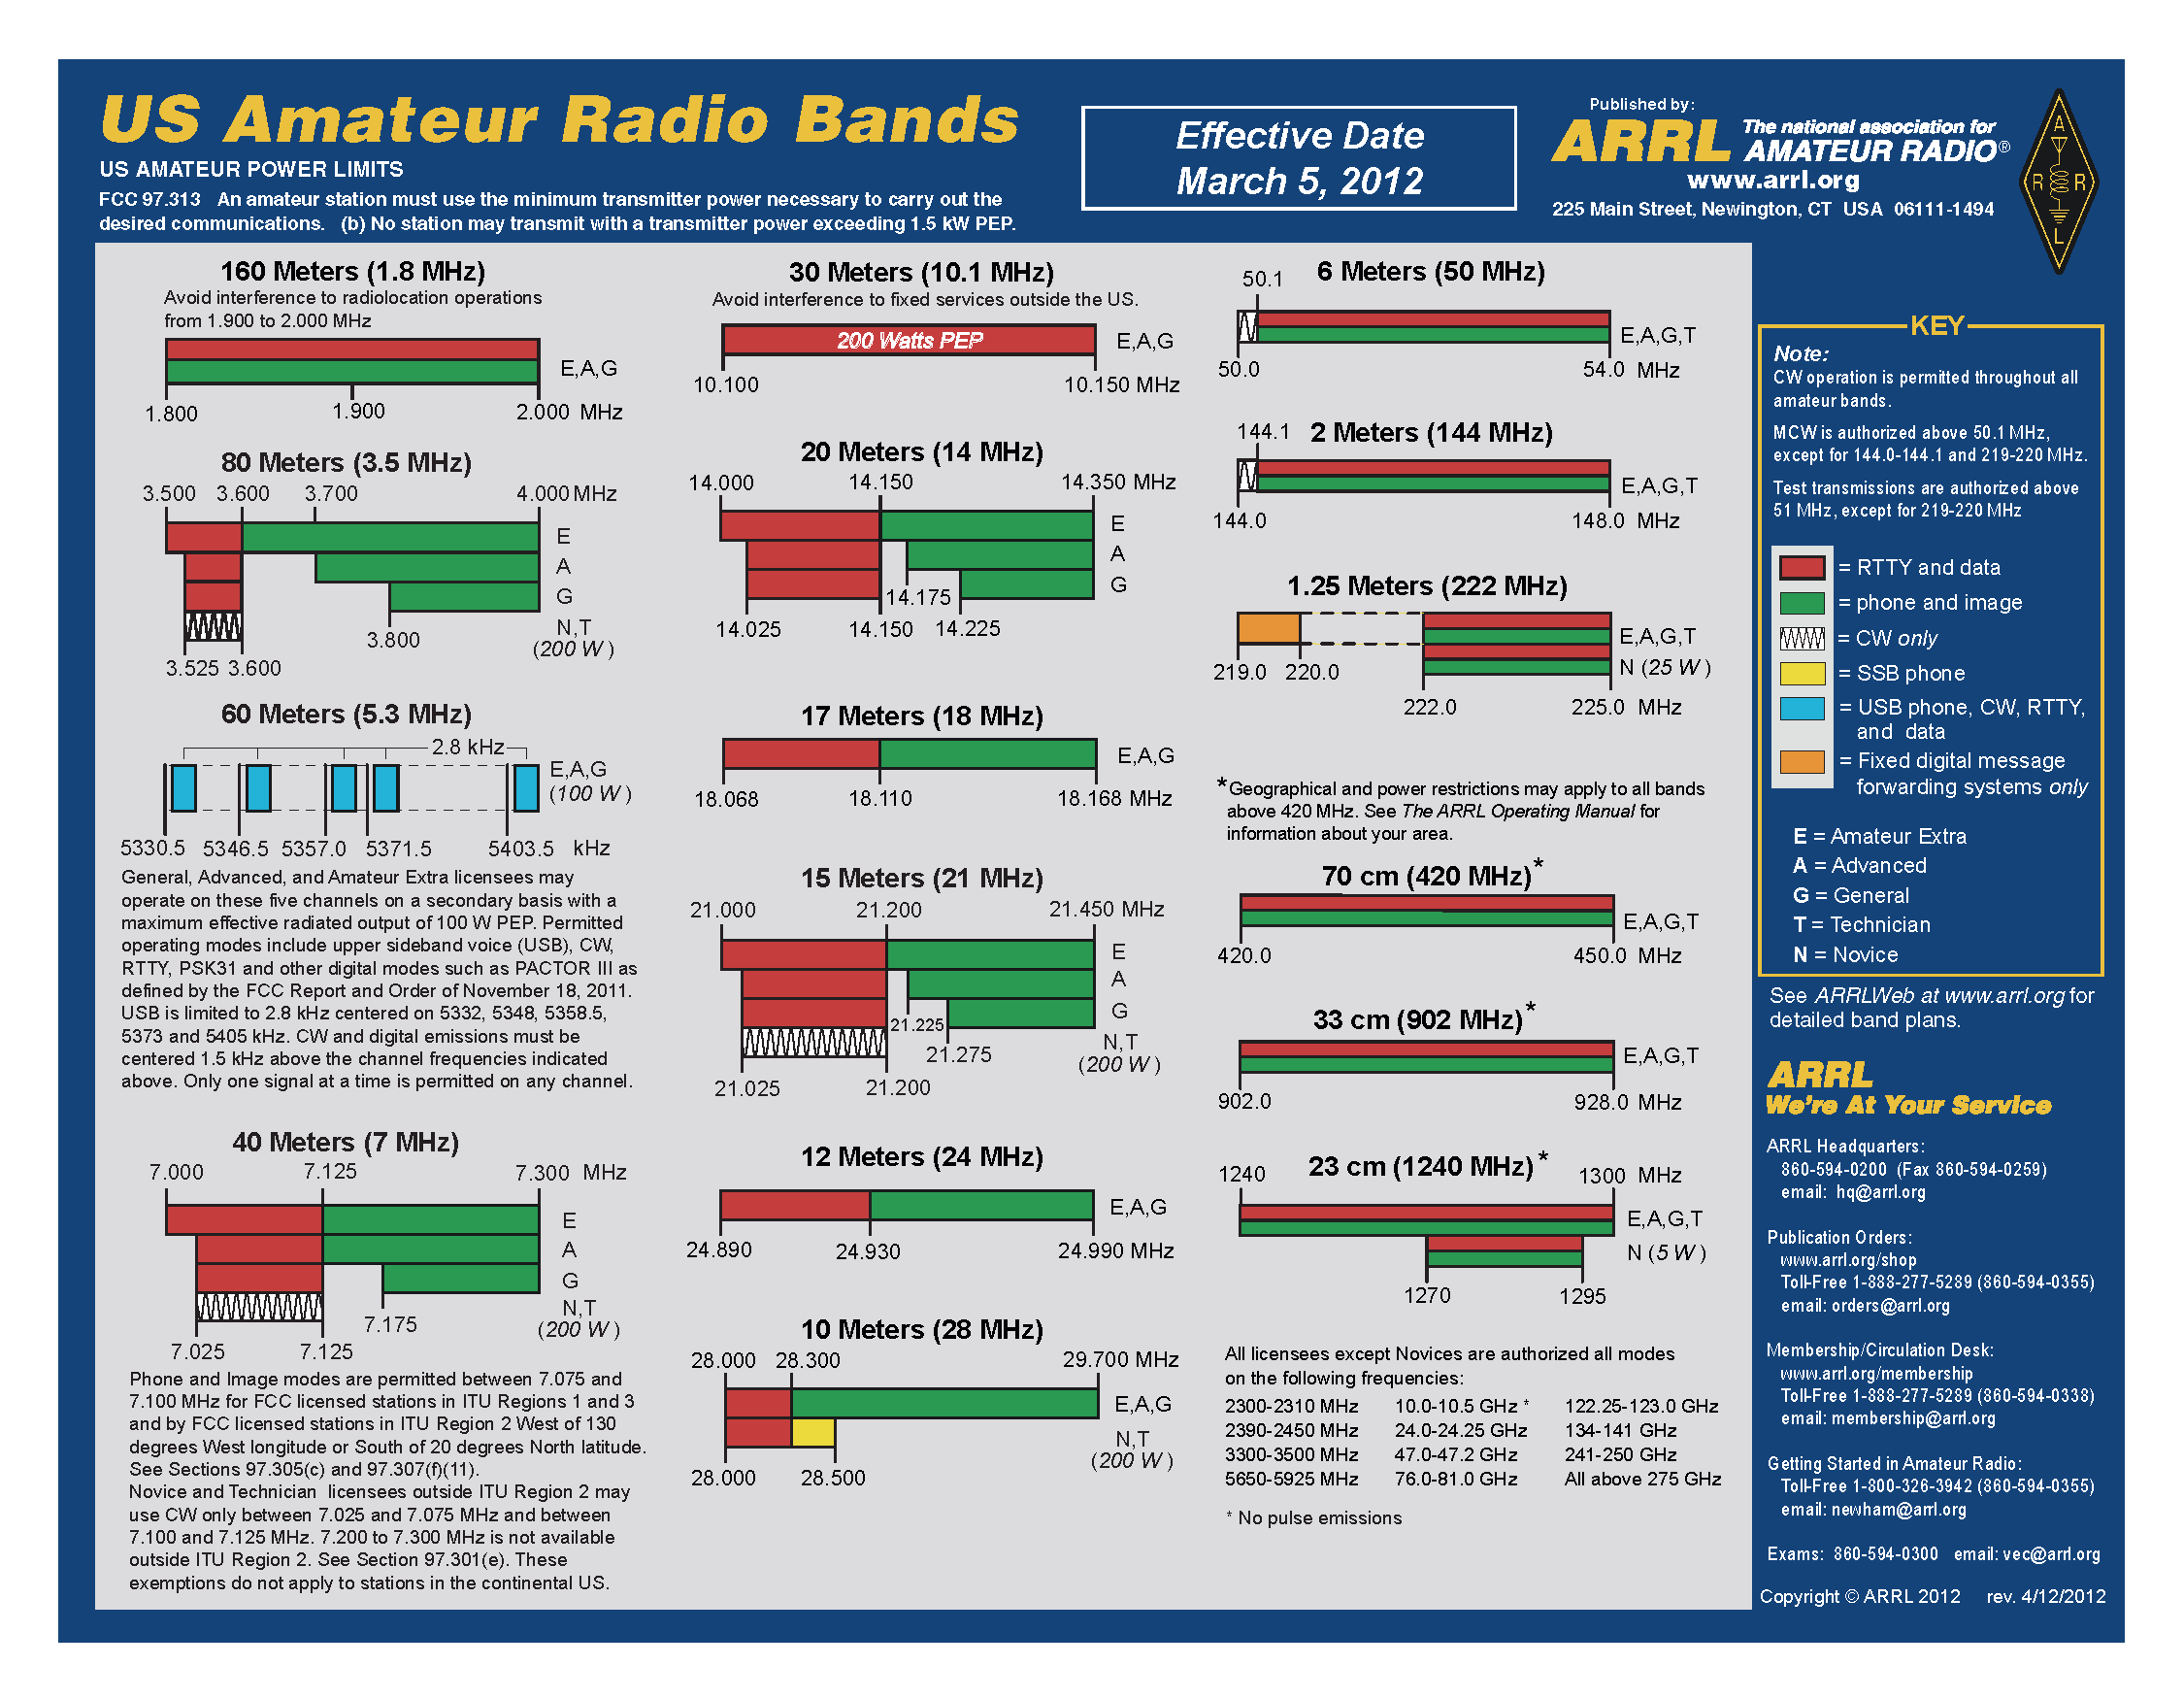 US Amateur Radio Bands
US AMATEUR POWER LIMITS
FCC 97.313 An amateur station must use the minimum transmitter power necessary to carry out the
desired communications. (b) No station may transmit with a transmitter power exceeding 1.5 kW PEP.
Effective Date
March 5, 2012
Published by:
ARRL The national association for
AMATEUR RADIO®
www.arrl.org
225 Main Street, Newington, CT USA 06111-1494
A
R R
L
160 Meters (1.8 MHz)
Avoid interference to radiolocation operations
from 1.900 to 2.000 MHz
E,A,G
1.800 1.900 2.000 MHz
80 Meters (3.5 MHz)
3.500 3.600 3.700 4.000 MHz
E
A
G
N,T
(200 W)
3.800
3.525 3.600
60 Meters (5.3 MHz)
2.8 kHz
E,A,G
(100 W)
5330.5 5346.5 5357.0 5371.5 5403.5 kHz
General, Advanced, and Amateur Extra licensees may
operate on these five channels on a secondary basis with a
maximum effective radiated output of 100 W PEP. Permitted
operating modes include upper sideband voice (USB), CW,
RTTY, PSK31 and other digital modes such as PACTOR III as
defined by the FCC Report and Order of November 18, 2011.
USB is limited to 2.8 kHz centered on 5332, 5348, 5358.5,
5373 and 5405 kHz. CW and digital emissions must be
centered 1.5 kHz above the channel frequencies indicated
above. Only one signal at a time is permitted on any channel.
40 Meters (7 MHz)
7.000 7.125 7.300 MHz
E
A
G
N,T
(200 W)
7.175
7.025 7.125
Phone and Image modes are permitted between 7.075 and
7.100 MHz for FCC licensed stations in ITU Regions 1 and 3
and by FCC licensed stations in ITU Region 2 West of 130
degrees West longitude or South of 20 degrees North latitude.
See Sections 97.305(c) and 97.307(f)(11).
Novice and Technician licensees outside ITU Region 2 may
use CW only between 7.025 and 7.075 MHz and between
7.100 and 7.125 MHz. 7.200 to 7.300 MHz is not available
outside ITU Region 2. See Section 97.301(e). These
exemptions do not apply to stations in the continental US.
30 Meters (10.1 MHz)
Avoid interference to fixed services outside the US.
200 Watts PEP
E,A,G
10.100 10.150 MHz
20 Meters (14 MHz)
14.000 14.150 14.350 MHz
E
A
G
14.175
14.025 14.150 14.225
17 Meters (18 MHz)
E,A,G
18.068 18.110 18.168 MHz
15 Meters (21 MHz)
21.000 21.200 21.450 MHz
E
A
G
21.225
N,T
(200 W)
21.275
21.025 21.200
12 Meters (24 MHz)
E,A,G
24.890 24.930 24.990 MHz
10 Meters (28 MHz)
28.000 28.300 29.700 MHz
E,A,G
N,T
(200 W)
28.000 28.500
6 Meters (50 MHz)
50.1
E,A,G,T
50.0 54.0 MHz
2 Meters (144 MHz)
144.1
E,A,G,T
144.0 148.0 MHz
1.25 Meters (222 MHz)
E,A,G,T
N (25 W)
219.0 220.0
222.0 225.0 MHz
*Geographical and power restrictions may apply to all bands
above 420 MHz. See The ARRL Operating Manual for
information about your area.
70 cm (420 MHz)*
E,A,G,T
420.0 450.0 MHz
33 cm (902 MHz)*
E,A,G,T
902.0 928.0 MHz
23 cm (1240 MHz)*
1240 1300 MHz
E,A,G,T
N (5 W)
1270 1295
All licensees except Novices are authorized all modes
on the following frequencies:
2300-2310 MHz 10.0-10.5 GHz * 122.25-123.0 GHz
2390-2450 MHz 24.0-24.25 GHz 134-141 GHz
3300-3500 MHz 47.0-47.2 GHz 241-250 GHz
5650-5925 MHz 76.0-81.0 GHz All above 275 GHz
* No pulse emissions
KEY
Note:
CW operation is permitted throughout all
amateur bands.
MCW is authorized above 50.1 MHz,
except for 144.0-144.1 and 219-220 MHz.
Test transmissions are authorized above
51 MHz, except for 219-220 MHz
= RTTY and data
= phone and image
= CW only
= SSB phone
= USB phone, CW, RTTY,
and data
= Fixed digital message
forwarding systems only
E = Amateur Extra
A = Advanced
G = General
T = Technician
N = Novice
See ARRLWeb at www.arrl.org for
detailed band plans.
ARRL
We're At Your Service
ARRL Headquarters:
860-594-0200 (Fax 860-594-0259)
email: hq@arrl.org
Publication Orders:
www.arrl.org/shop
Toll-Free 1-888-277-5289 (860-594-0355)
email: orders@arrl.org
Membership/Circulation Desk:
www.arrl.org/membership
Toll-Free 1-888-277-5289 (860-594-0338)
email: membership@arrl.org
Getting Started in Amateur Radio:
Toll-Free 1-800-326-3942 (860-594-0355)
email: newham@arrl.org
Exams: 860-594-0300 email: vec@arrl.org
Copyright © ARRL 2012 rev. 4/12/2012